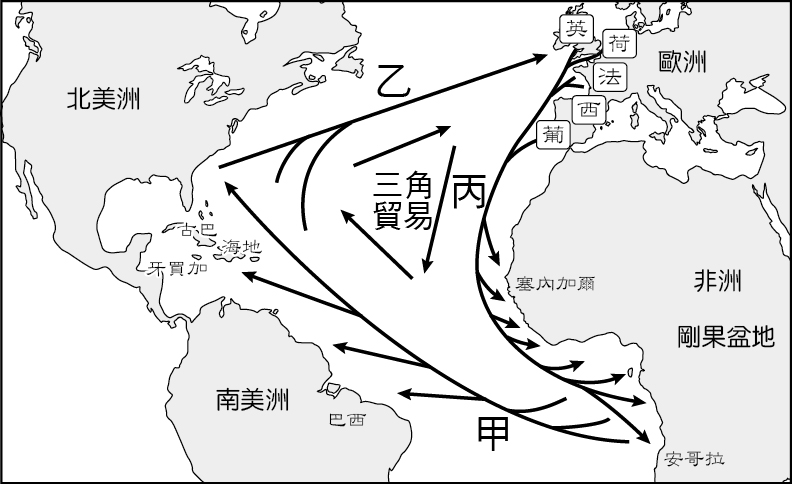 英
荷
歐洲
法
乙
北美洲
西
葡
三角
貿易
丙
古巴
海地
牙買加
塞內加爾
非洲
剛果盆地
南美洲
巴西
甲
安哥拉